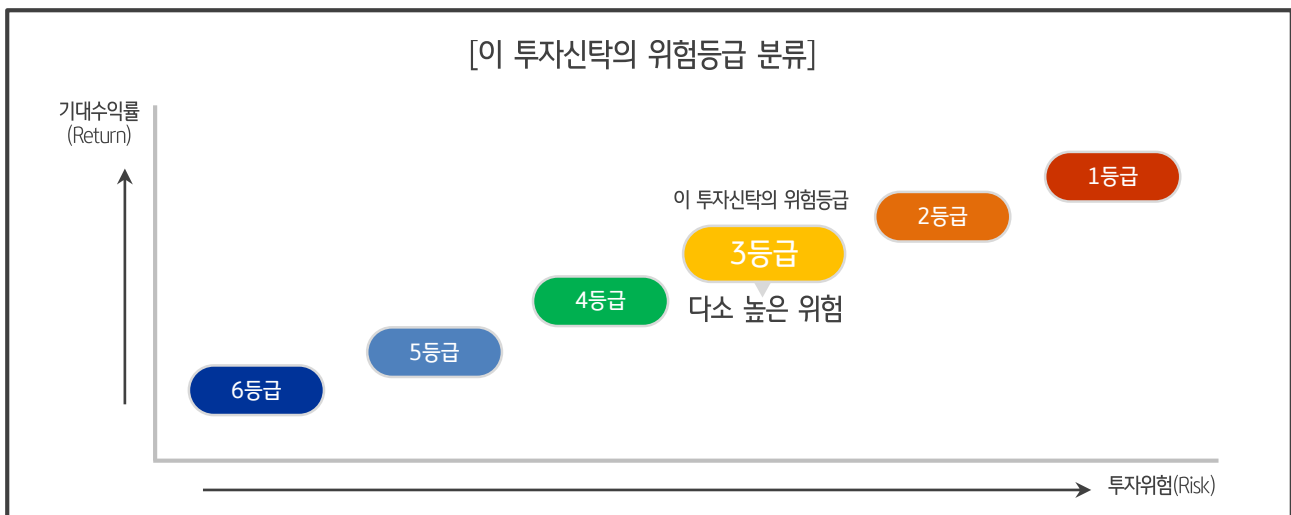 [이 투자신탁의 위험등급 분류]
기대수익률
(Return)
1등급
이 투자신탁의 위험등급
2등급
3등급
4등급
다소 높은 위험
5등급
6등급
투자위험(Risk)